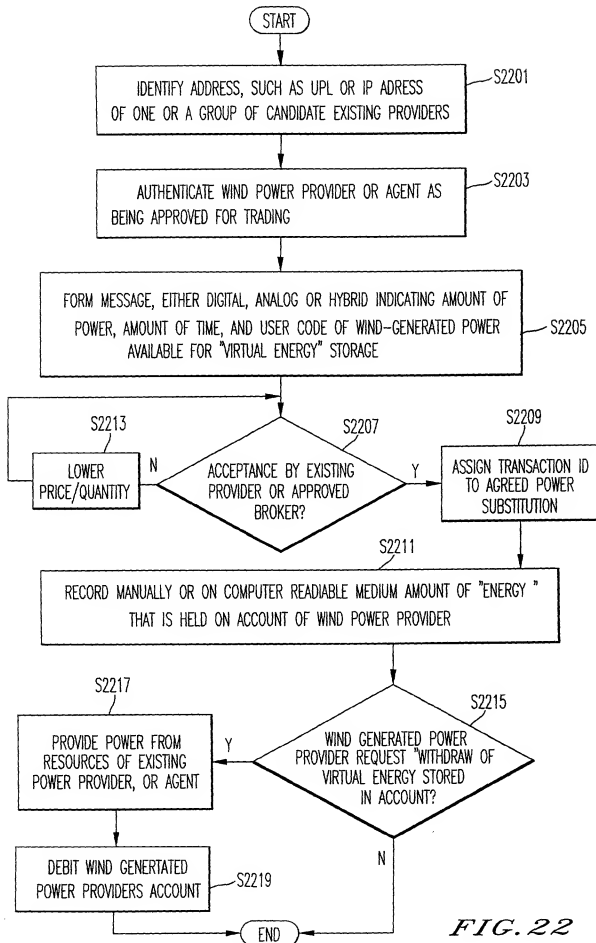 START
S2201
IDENTIFY ADDRESS, SUCH AS UPL OR IP ADRESS
OF ONE OR A GROUP OF CANDIDATE EXISTING PROVIDERS
S2203
AUTHENTICATE WIND POWER PROVIDER OR AGENT AS
BEING APPROVED FOR TRADING
FORM MESSAGE, EITHER DIGITAL, ANALOG OR HYBRID INDICATING AMOUNT OF
POWER, AMOUNT OF TIME, AND USER CODE OF WIND-GENERATED POWER
AVAILABLE FOR "VIRTUAL ENERGY" STORAGE
S2205
S2213
LOWER
PRICE/QUANTITY
N
S2207
ACCEPTANCE BY EXISTING
PROVIDER OR APPROVED
BROKER?
Y
S2209
ASSIGN TRANSACTION ID
TO AGREED POWER
SUBSTITUTION
S2211
RECORD MANUALLY OR ON COMPUTER READIABLE MEDIUM AMOUNT OF "ENERGY "
THAT IS HELD ON ACCOUNT OF WIND POWER PROVIDER
S2215
WIND GENERATED POWER
PROVIDER REQUEST "WITHDRAW OF
VIRTUAL ENERGY STORED
IN ACCOUNT?
Y
N
S2217
PROVIDE POWER FROM
RESOURCES OF EXISTING
POWER PROVIDER, OR AGENT
DEBIT WIND GENERTATED
POWER PROVIDERS ACCOUNT
S2219
END
FIG. 22